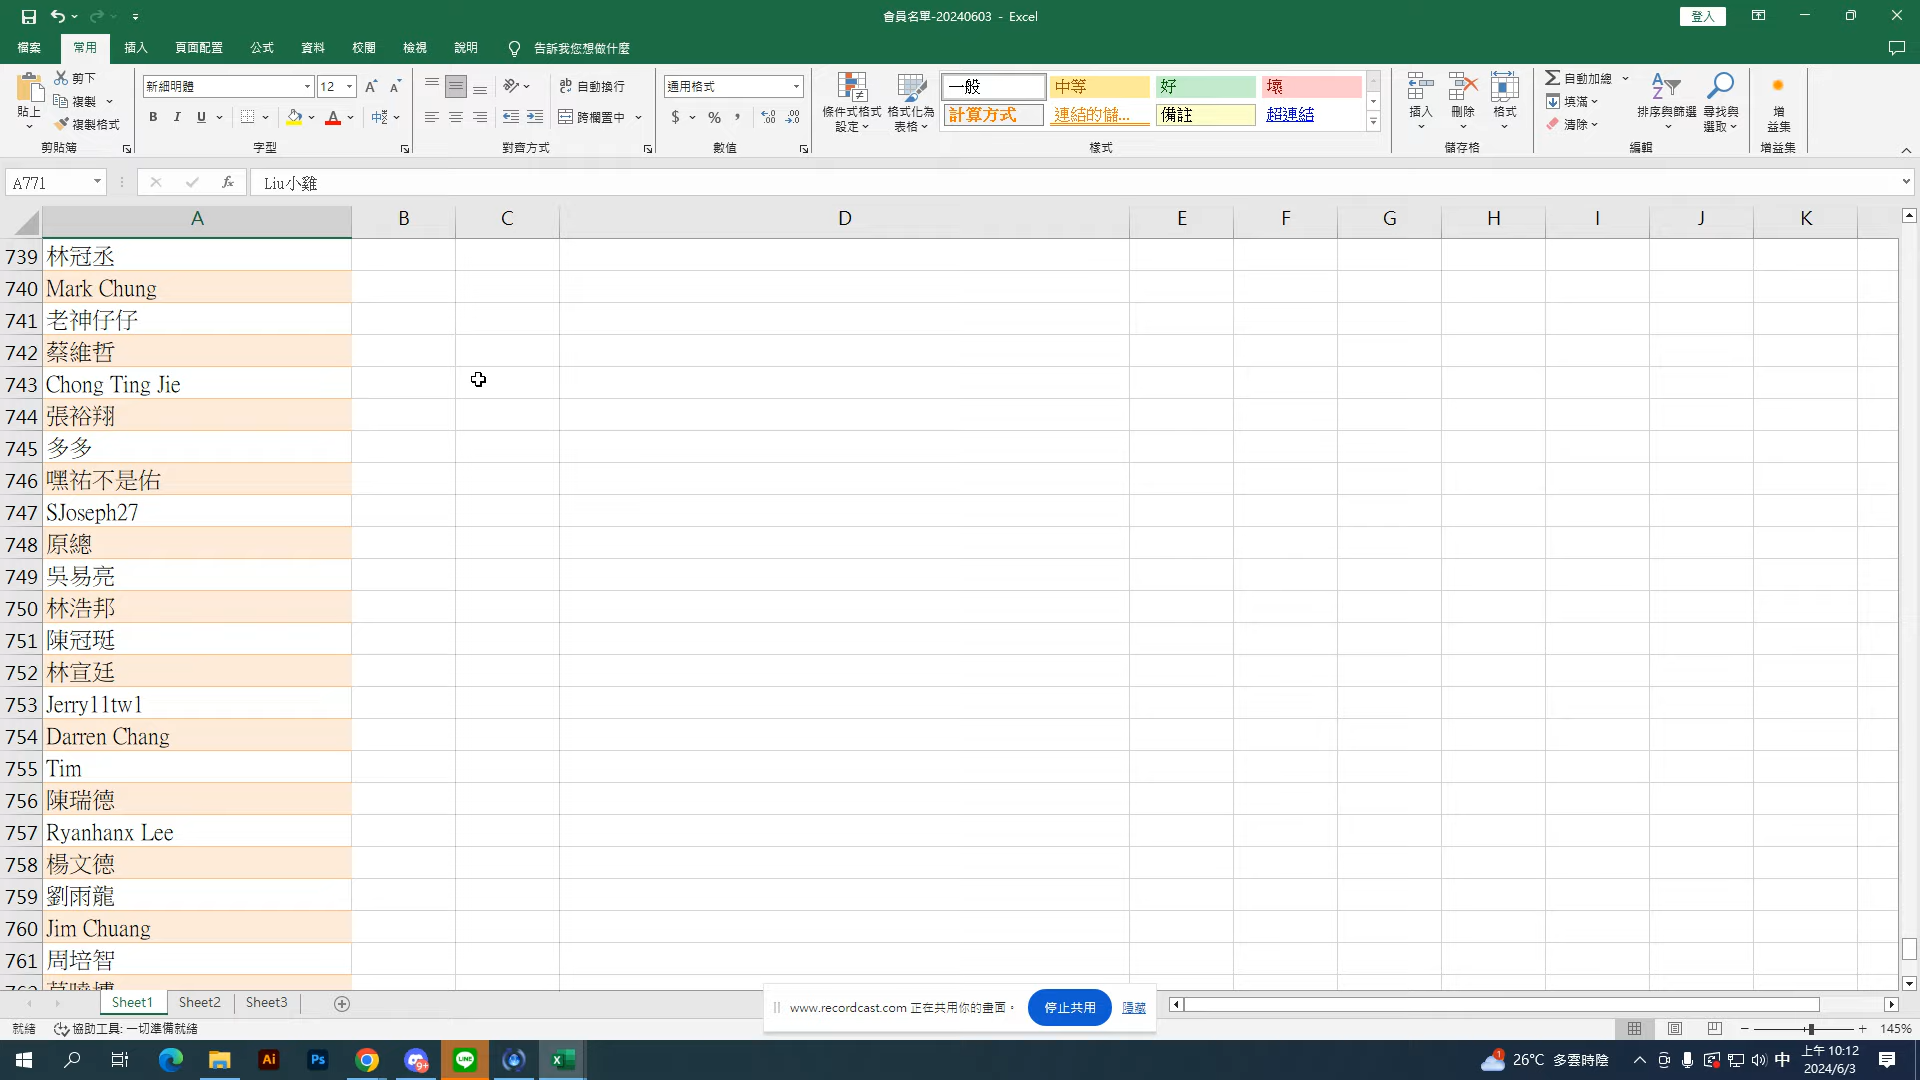 會員名單-20240603 - Excel
登入
檔案 常用 插入 頁面配置 公式 資料 校閱 檢視 說明 告訴我您想做什麼
剪下
複製
複製格式
貼上
剪貼簿
新細明體 12
B I U
字型
自動換行
跨欄置中
對齊方式
通用格式
$ % ,
數值
條件式格式設定
格式化為表格
一般 中等 好 壞
計算方式 連結的儲... 備註 超連結
樣式
插入 刪除 格式
儲存格
自動加總
填滿
清除
排序與篩選
尋找與選取
編輯
增益集
增益集
A771 fx Liu小雞
A B C D E F G H I J K
739 林冠丞
740 Mark Chung
741 老神仔仔
742 蔡維哲
743 Chong Ting Jie
744 張裕翔
745 多多
746 嘿祐不是佑
747 SJoseph27
748 原總
749 吳易亮
750 林浩邦
751 陳冠珽
752 林宣廷
753 Jerry11tw1
754 Darren Chang
755 Tim
756 陳瑞德
757 Ryanhanx Lee
758 楊文德
759 劉雨龍
760 Jim Chuang
761 周培智
Sheet1 Sheet2 Sheet3
www.recordcast.com 正在共用你的畫面。 停止共用 隱藏
就緒 協助工具: 一切準備就緒
145%
26°C 多雲時陰
中
上午 10:12
2024/6/3